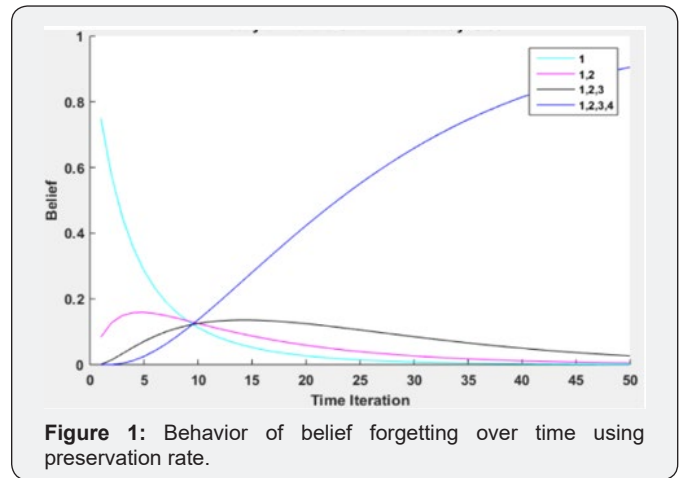 1
0.8
0.6
0.4
0.2
0
Belief
0 5 10 15 20 25 30 35 40 45 50
Time Iteration
1
1,2
1,2,3
1,2,3,4
Figure 1: Behavior of belief forgetting over time using
preservation rate.